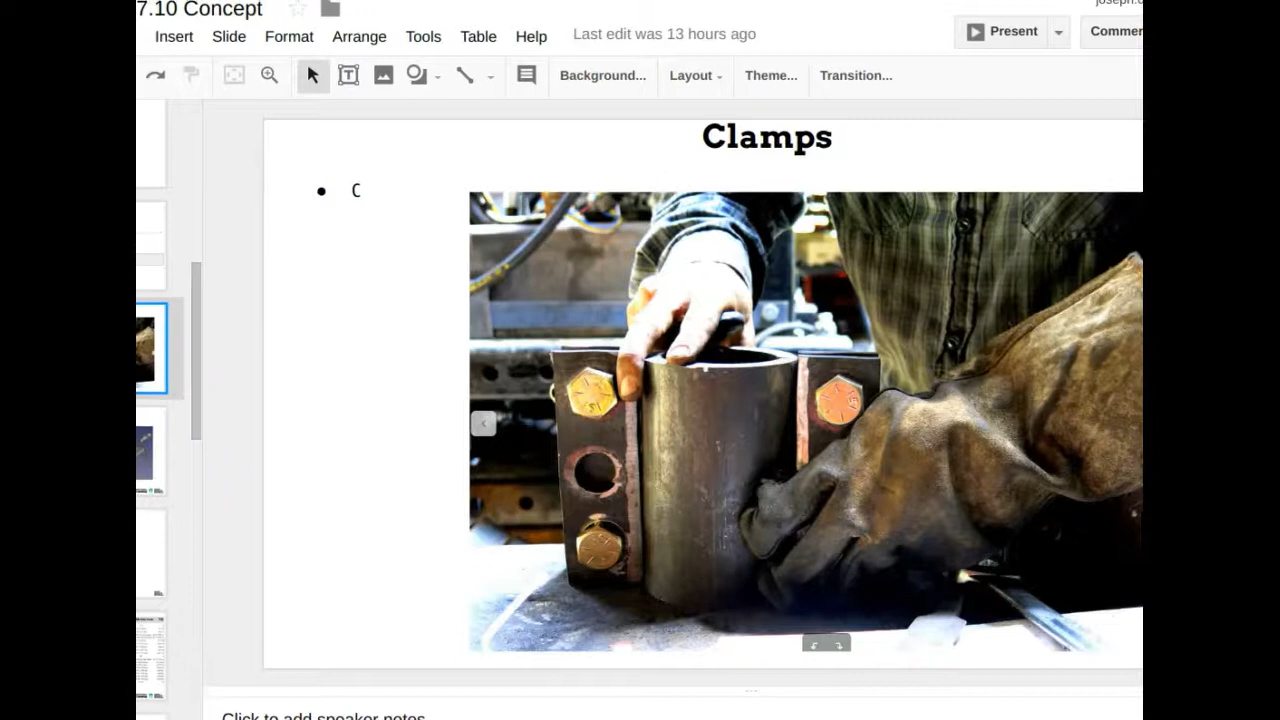 7.10 Concept
Insert Slide Format Arrange Tools Table Help Last edit was 13 hours ago
Present
Background... Layout Theme... Transition...
Clamps
• C
Click to add speaker notes